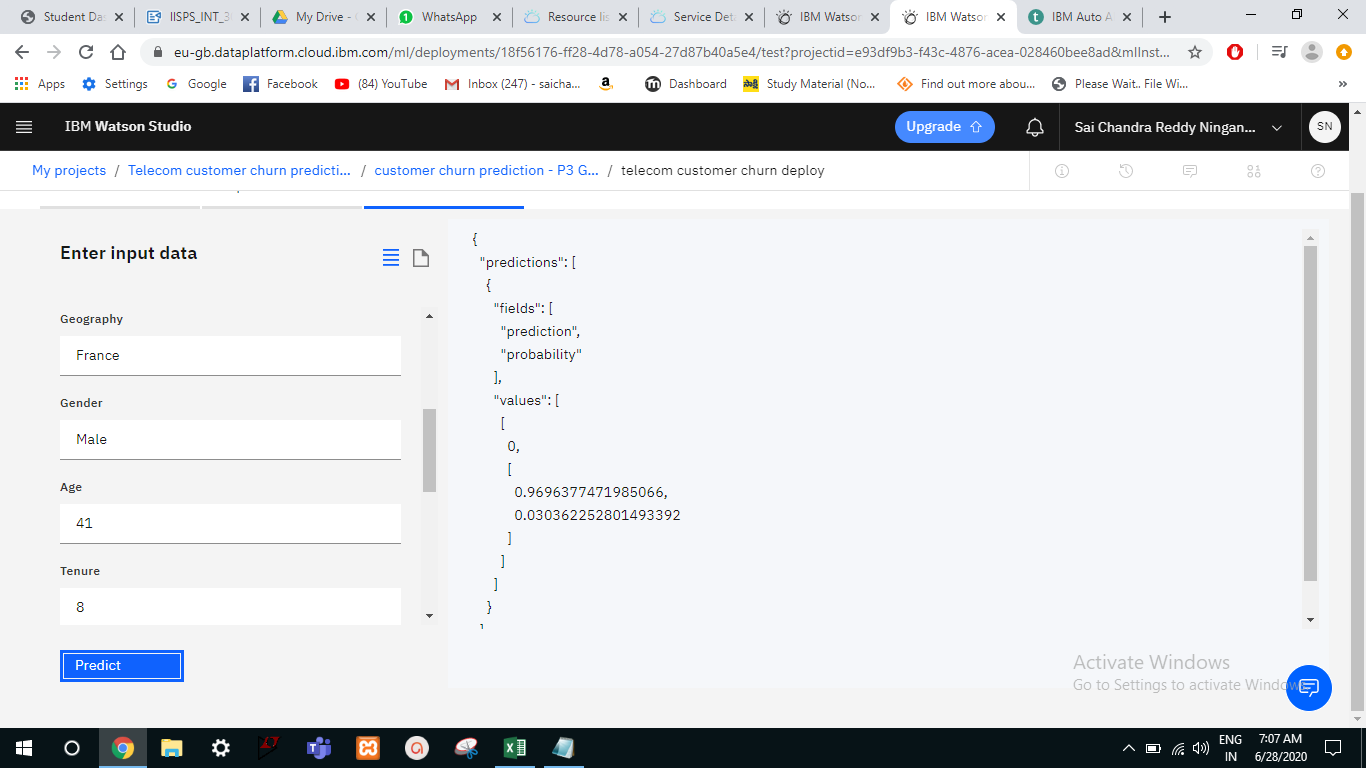 Student Das
IISPS_INT_3
My Drive - G
WhatsApp
Resource lis
Service Deta
IBM Watson
IBM Watson
IBM Auto A
eu-gb.dataplatform.cloud.ibm.com/ml/deployments/18f56176-ff28-4d78-a054-27d87b40a5e4/test?projectid=e93df9b3-f43c-4876-acea-028460bee8ad&mlInst...
Apps
Settings
Google
Facebook
(84) YouTube
Inbox (247) - saicha...
Dashboard
Study Material (No...
Find out more abou...
Please Wait.. File Wi...
IBM Watson Studio
Upgrade
Sai Chandra Reddy Ningan...
SN
My projects / Telecom customer churn predicti... / customer churn prediction - P3 G... / telecom customer churn deploy
Enter input data
Geography
France
Gender
Male
Age
41
Tenure
8
Predict
{
"predictions": [
{
"fields": [
"prediction",
"probability"
],
"values": [
[
0,
[
0.9696377471985066,
0.030362252801493392
]
]
]
}
]
Activate Windows
Go to Settings to activate Windows.
ENG
IN
7:07 AM
6/28/2020